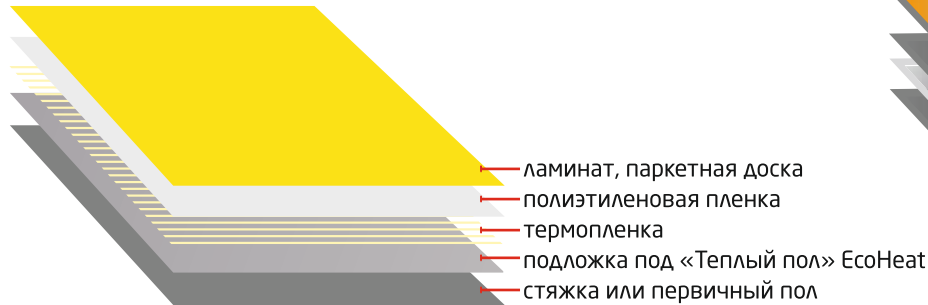 ламинат, паркетная доска
полиэтиленовая пленка
термопленка
подложка под «Теплый пол» EcoHeat
стяжка или первичный пол